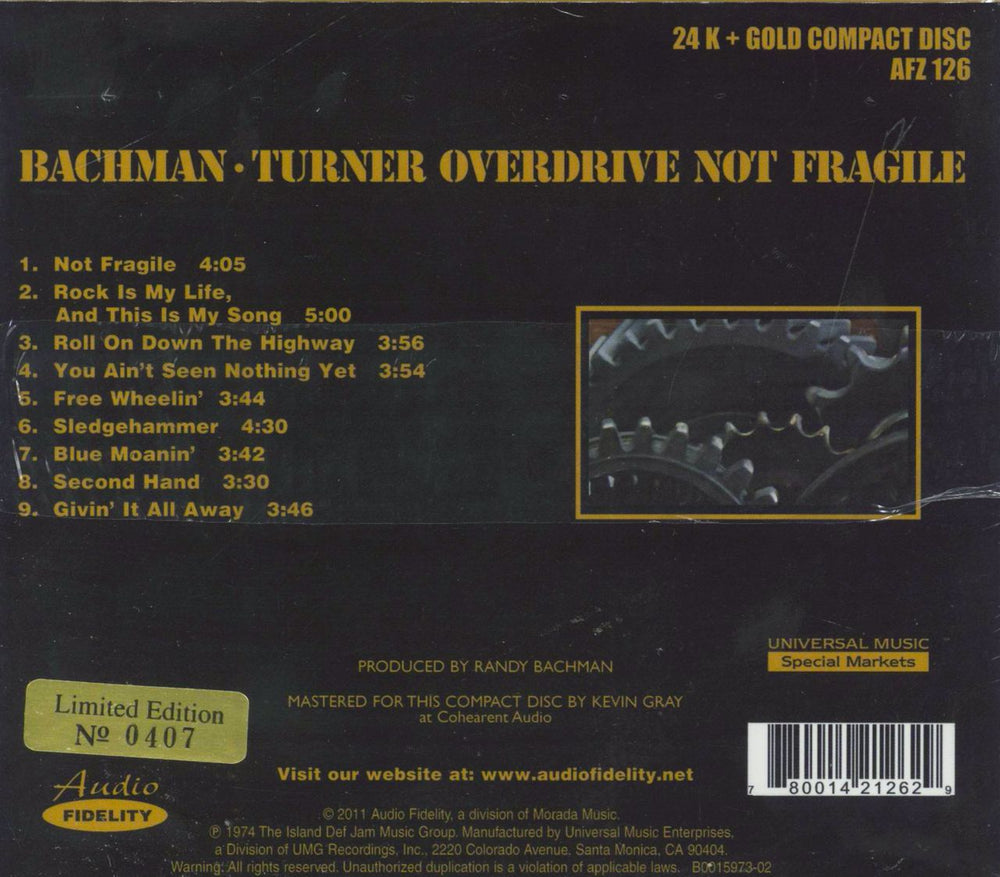 24 K + GOLD COMPACT DISC
AFZ 126
BACHMAN · TURNER OVERDRIVE NOT FRAGILE
1. Not Fragile 4:05
2. Rock Is My Life,
And This Is My Song 5:00
3. Roll On Down The Highway 3:56
4. You Ain't Seen Nothing Yet 3:54
5. Free Wheelin' 3:44
6. Sledgehammer 4:30
7. Blue Moanin' 3:42
8. Second Hand 3:30
9. Givin' It All Away 3:46
UNIVERSAL MUSIC
Special Markets
PRODUCED BY RANDY BACHMAN
MASTERED FOR THIS COMPACT DISC BY KEVIN GRAY
at Cohearent Audio
Limited Edition
Nº 0407
Audio
FIDELITY
Visit our website at: www.audiofidelity.net
7 80014 21262 9
© 2011 Audio Fidelity, a division of Morada Music.
℗ 1974 The Island Def Jam Music Group. Manufactured by Universal Music Enterprises,
a Division of UMG Recordings, Inc., 2220 Colorado Avenue, Santa Monica, CA 90404.
Warning: All rights reserved. Unauthorized duplication is a violation of applicable laws. B0015973-02